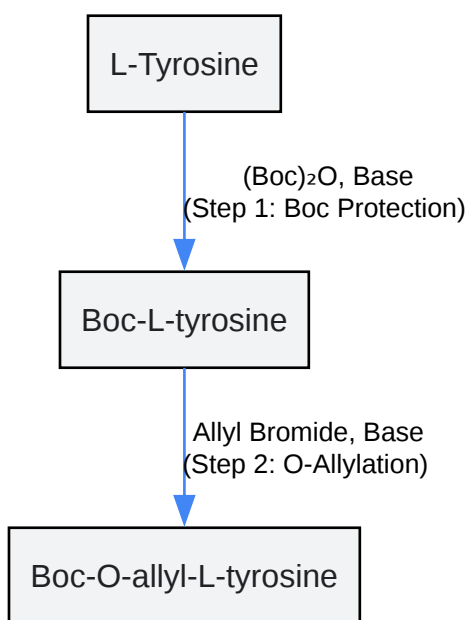 L-Tyrosine
(Boc)₂O, Base
(Step 1: Boc Protection)
Boc-L-tyrosine
Allyl Bromide, Base
(Step 2: O-Allylation)
Boc-O-allyl-L-tyrosine